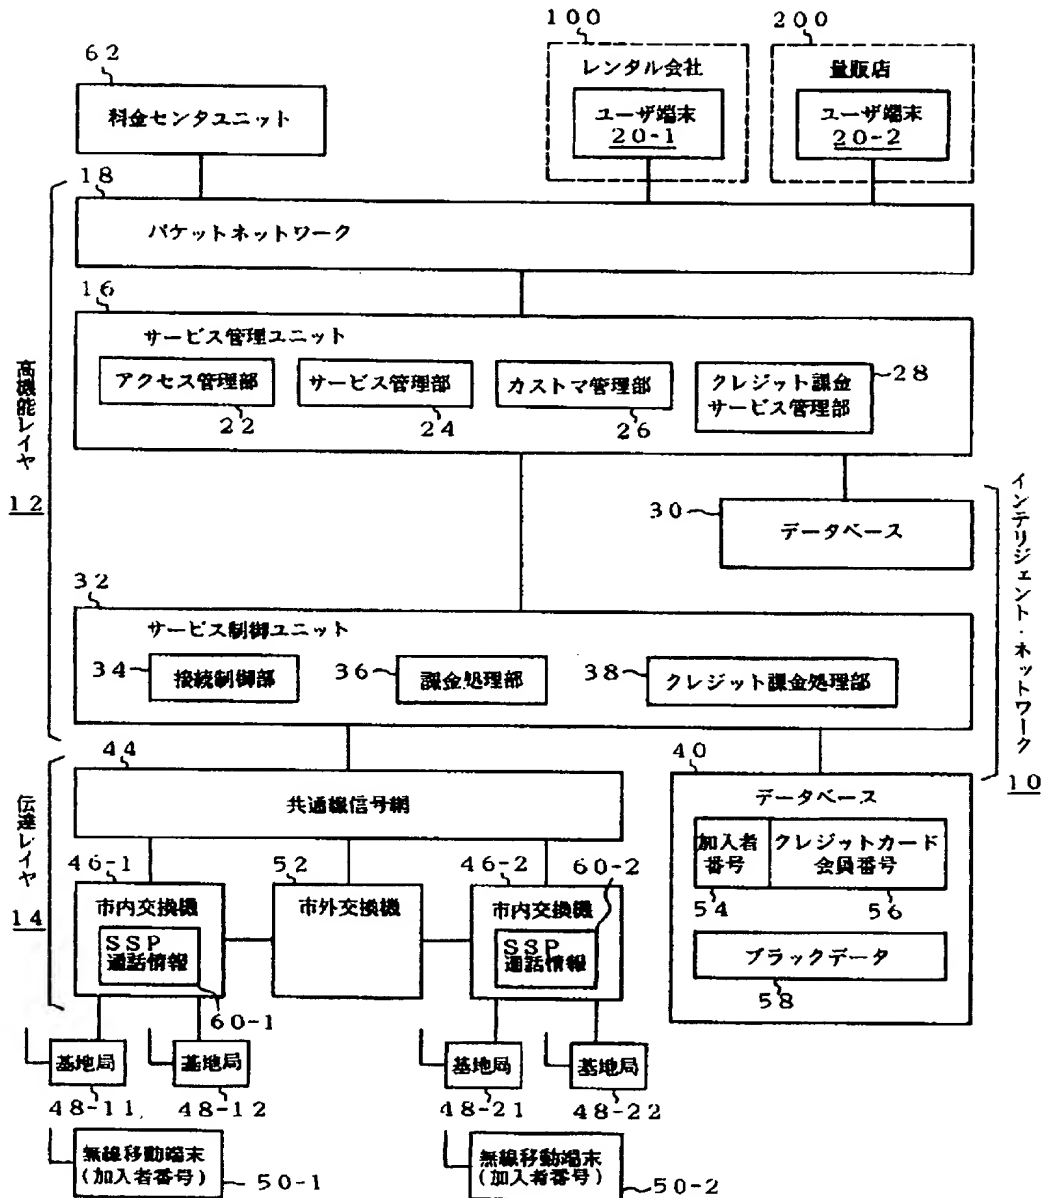 100
200
62
レンタル会社
量販店
料金センタユニット
ユーザ端末
20-1
ユーザ端末
20-2
18
パケットネットワーク
16
サービス管理ユニット
アクセス管理部
サービス管理部
カストマ管理部
クレジット課金
サービス管理部
28
22
24
26
高機能レイヤ
12
30
データベース
インテリジェント・ネットワーク
10
32
サービス制御ユニット
34
接続制御部
36
課金処理部
38
クレジット課金処理部
44
共通線信号網
40
データベース
加入者
番号
クレジットカード
会員番号
54
56
ブラックデータ
58
伝達レイヤ
14
46-1
52
46-2
60-2
市内交換機
市外交換機
市内交換機
SSP
通話情報
SSP
通話情報
60-1
基地局
基地局
基地局
基地局
48-11
48-12
48-21
48-22
無線移動端末
(加入者番号)
50-1
無線移動端末
(加入者番号)
50-2